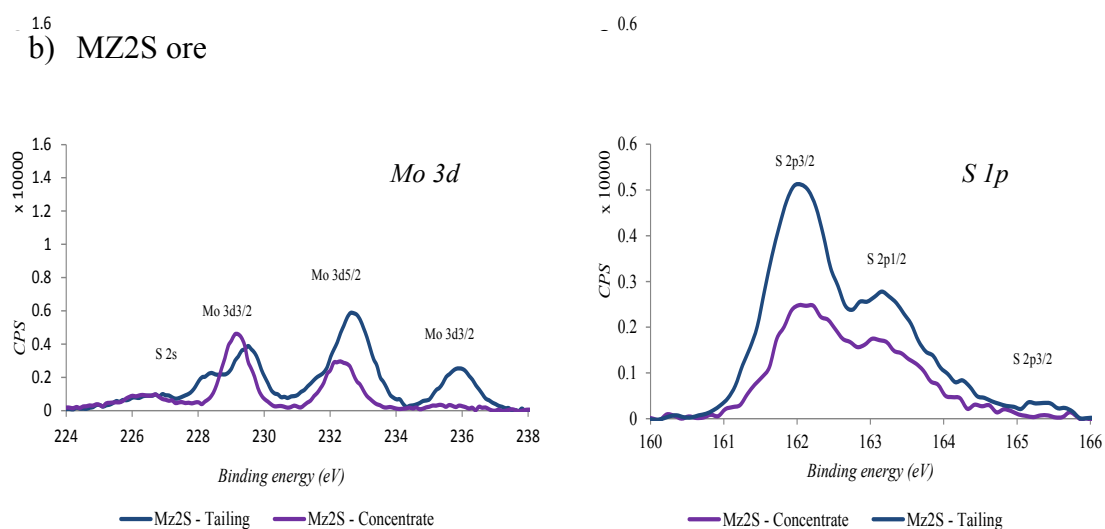 1.6
0.6
b) MZ2S ore
x 10000
1.6
1.4
1.2
1
0.8
0.6
0.4
0.2
0
CPS
Mo 3d
S 2s
Mo 3d3/2
Mo 3d5/2
Mo 3d3/2
224 226 228 230 232 234 236 238
Binding energy (eV)
Mz2S - Tailing Mz2S - Concentrate
x 10000
0.6
0.5
0.4
0.3
0.2
0.1
0
CPS
S 1p
S 2p3/2
S 2p1/2
S 2p3/2
160 161 162 163 164 165 166
Binding energy (eV)
Mz2S - Concentrate Mz2S - Tailing